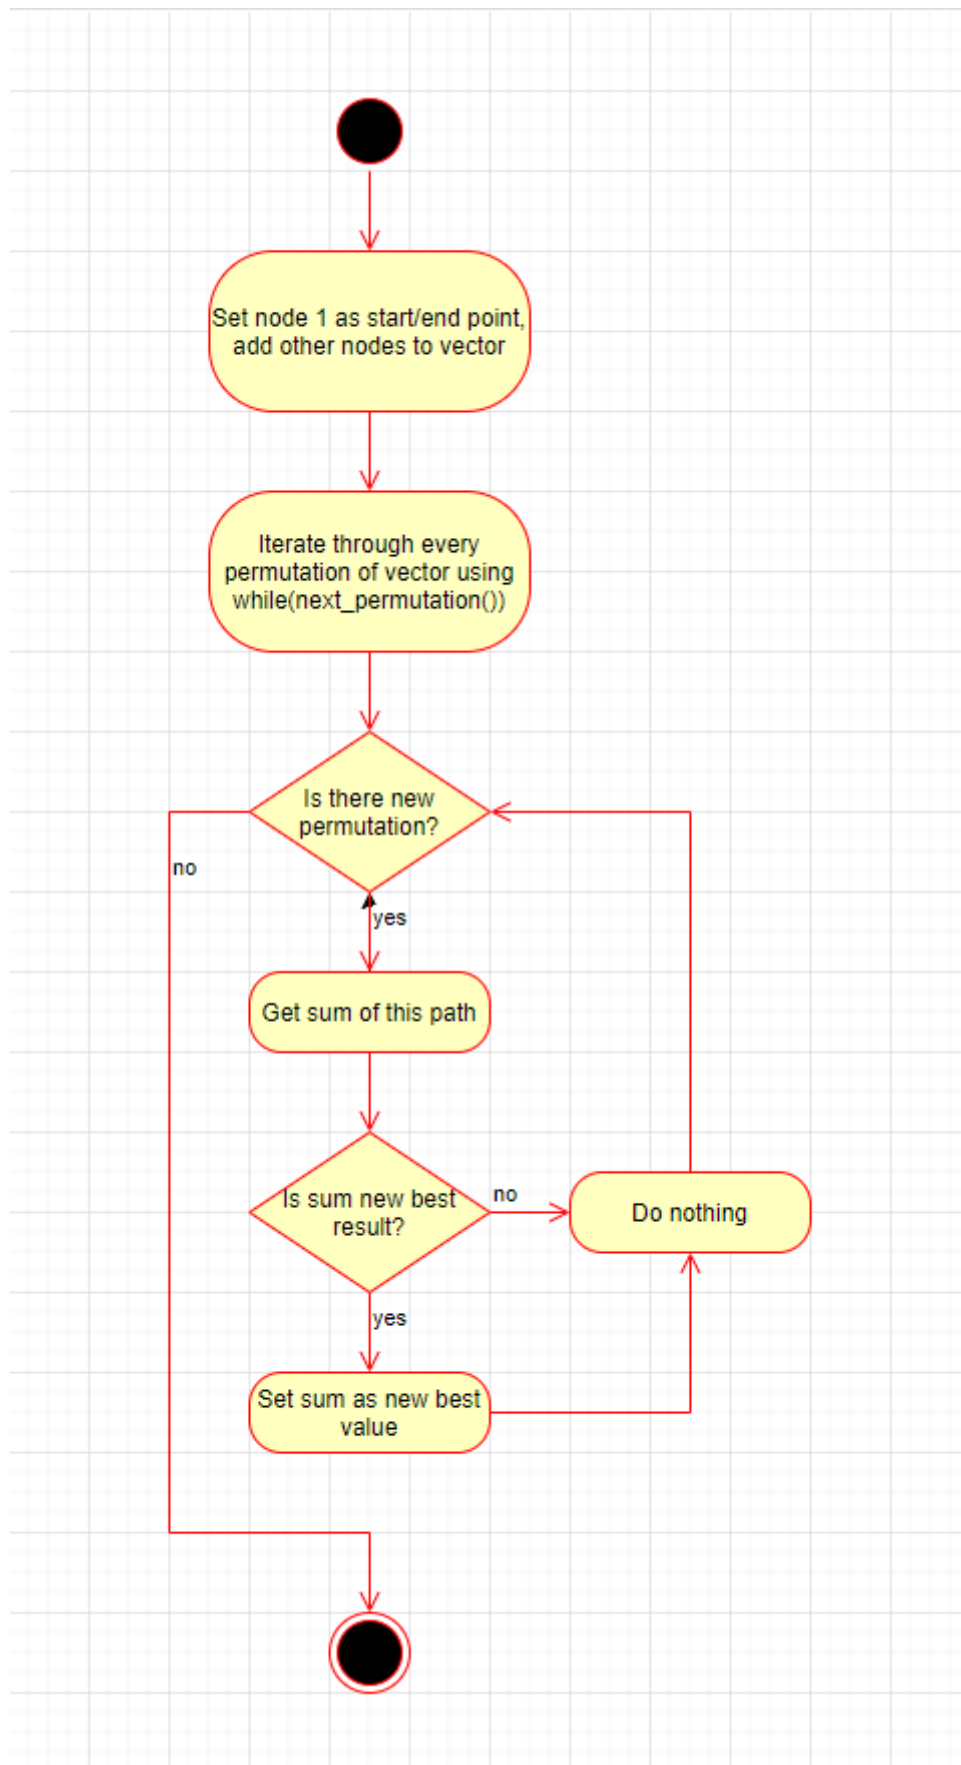 Set node 1 as start/end point,
add other nodes to vector
Iterate through every
permutation of vector using
while(next_permutation())
Is there new
permutation?
no
yes
Get sum of this path
Is sum new best
result?
no
Do nothing
yes
Set sum as new best
value